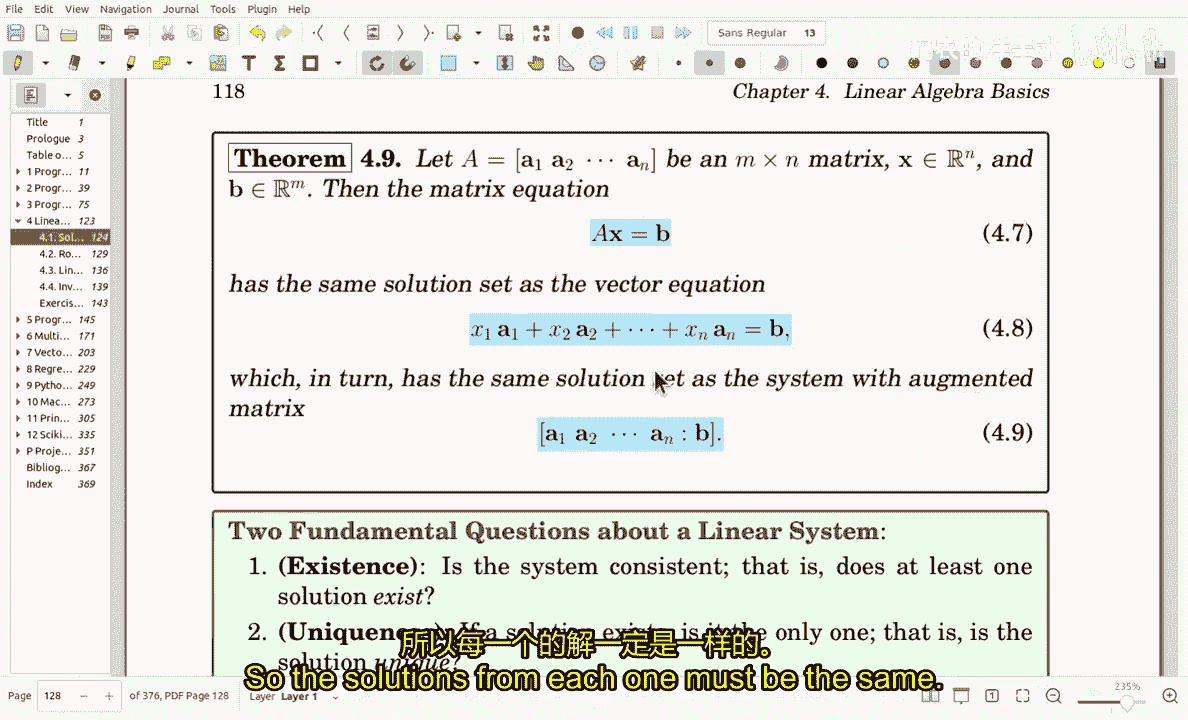 File Edit View Navigation Journal Tools Plugin Help
Sans Regular 13
118 Chapter 4. Linear Algebra Basics
Title 1
Prologue 3
Table o... 5
1 Progr... 11
2 Progr... 39
3 Progr... 75
4 Linea... 123
4.1. Sol... 124
4.2. Ro... 129
4.3. Lin... 136
4.4. Inv... 139
Exercis... 143
5 Progr... 145
6 Multi... 171
7 Vecto... 203
8 Regre... 229
9 Pytho... 249
10 Mac... 273
11 Prin... 305
12 Sciki... 335
P Proje... 351
Bibliog... 367
Index 369
Theorem 4.9. Let A = [a₁ a₂ ⋯ aₙ] be an m × n matrix, x ∈ ℝⁿ, and
b ∈ ℝᵐ. Then the matrix equation
Ax = b (4.7)
has the same solution set as the vector equation
x₁ a₁ + x₂ a₂ + ⋯ + xₙ aₙ = b, (4.8)
which, in turn, has the same solution set as the system with augmented
matrix
[a₁ a₂ ⋯ aₙ : b]. (4.9)
Two Fundamental Questions about a Linear System:
1. (Existence): Is the system consistent; that is, does at least one
solution exist?
2. (Uniqueness): If a solution exists, is it the only one; that is, is the
solution unique?
所以每一个的解一定是一样的。
So the solutions from each one must be the same.
Page 128 of 376, PDF Page 128 Layer Layer 1 235%